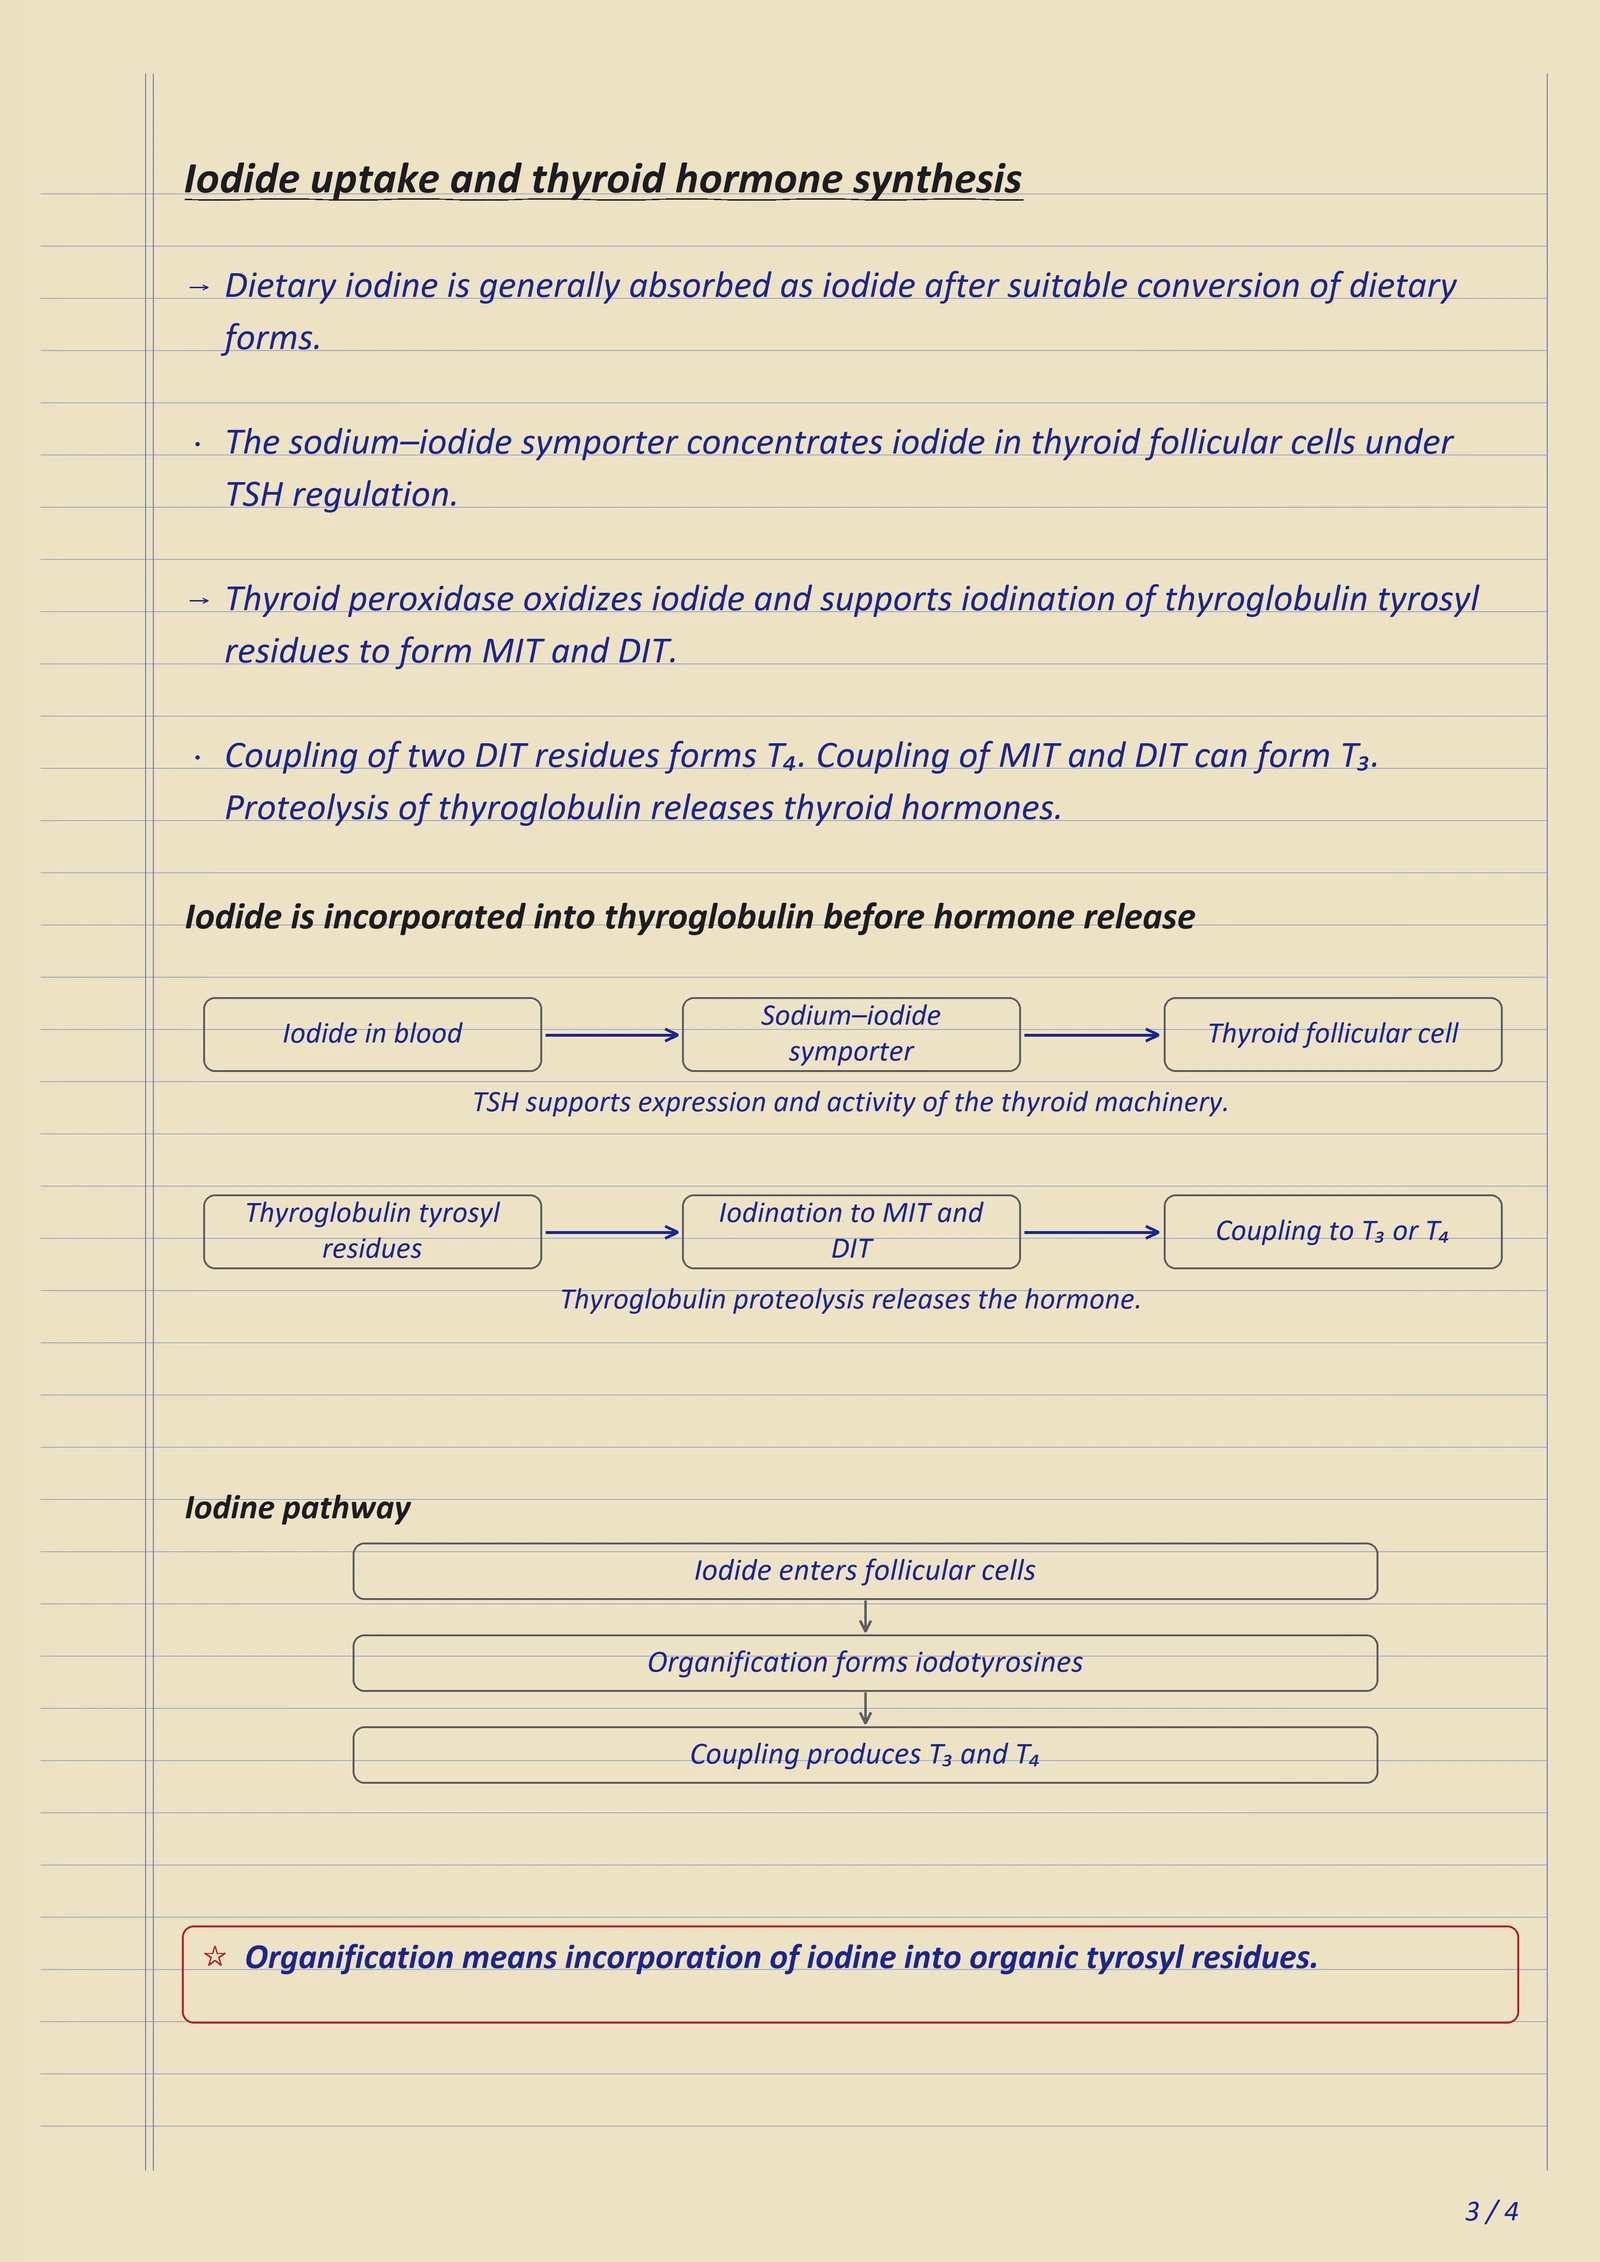 Iodide uptake and thyroid hormone synthesis
→ Dietary iodine is generally absorbed as iodide after suitable conversion of dietary
forms.
· The sodium–iodide symporter concentrates iodide in thyroid follicular cells under
TSH regulation.
→ Thyroid peroxidase oxidizes iodide and supports iodination of thyroglobulin tyrosyl
residues to form MIT and DIT.
· Coupling of two DIT residues forms T₄. Coupling of MIT and DIT can form T₃.
Proteolysis of thyroglobulin releases thyroid hormones.
Iodide is incorporated into thyroglobulin before hormone release
Iodide in blood
Sodium–iodide
symporter
Thyroid follicular cell
TSH supports expression and activity of the thyroid machinery.
Thyroglobulin tyrosyl
residues
Iodination to MIT and
DIT
Coupling to T₃ or T₄
Thyroglobulin proteolysis releases the hormone.
Iodine pathway
Iodide enters follicular cells
Organification forms iodotyrosines
Coupling produces T₃ and T₄
☆ Organification means incorporation of iodine into organic tyrosyl residues.
3 / 4